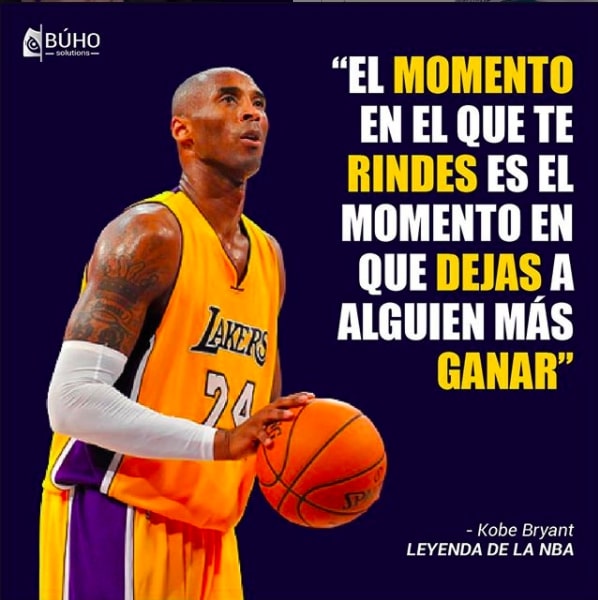 BÚHO
solutions
“EL MOMENTO
EN EL QUE TE
RINDES ES EL
MOMENTO EN
QUE DEJAS A
ALGUIEN MÁS
GANAR”
LAKERS
24
- Kobe Bryant
LEYENDA DE LA NBA